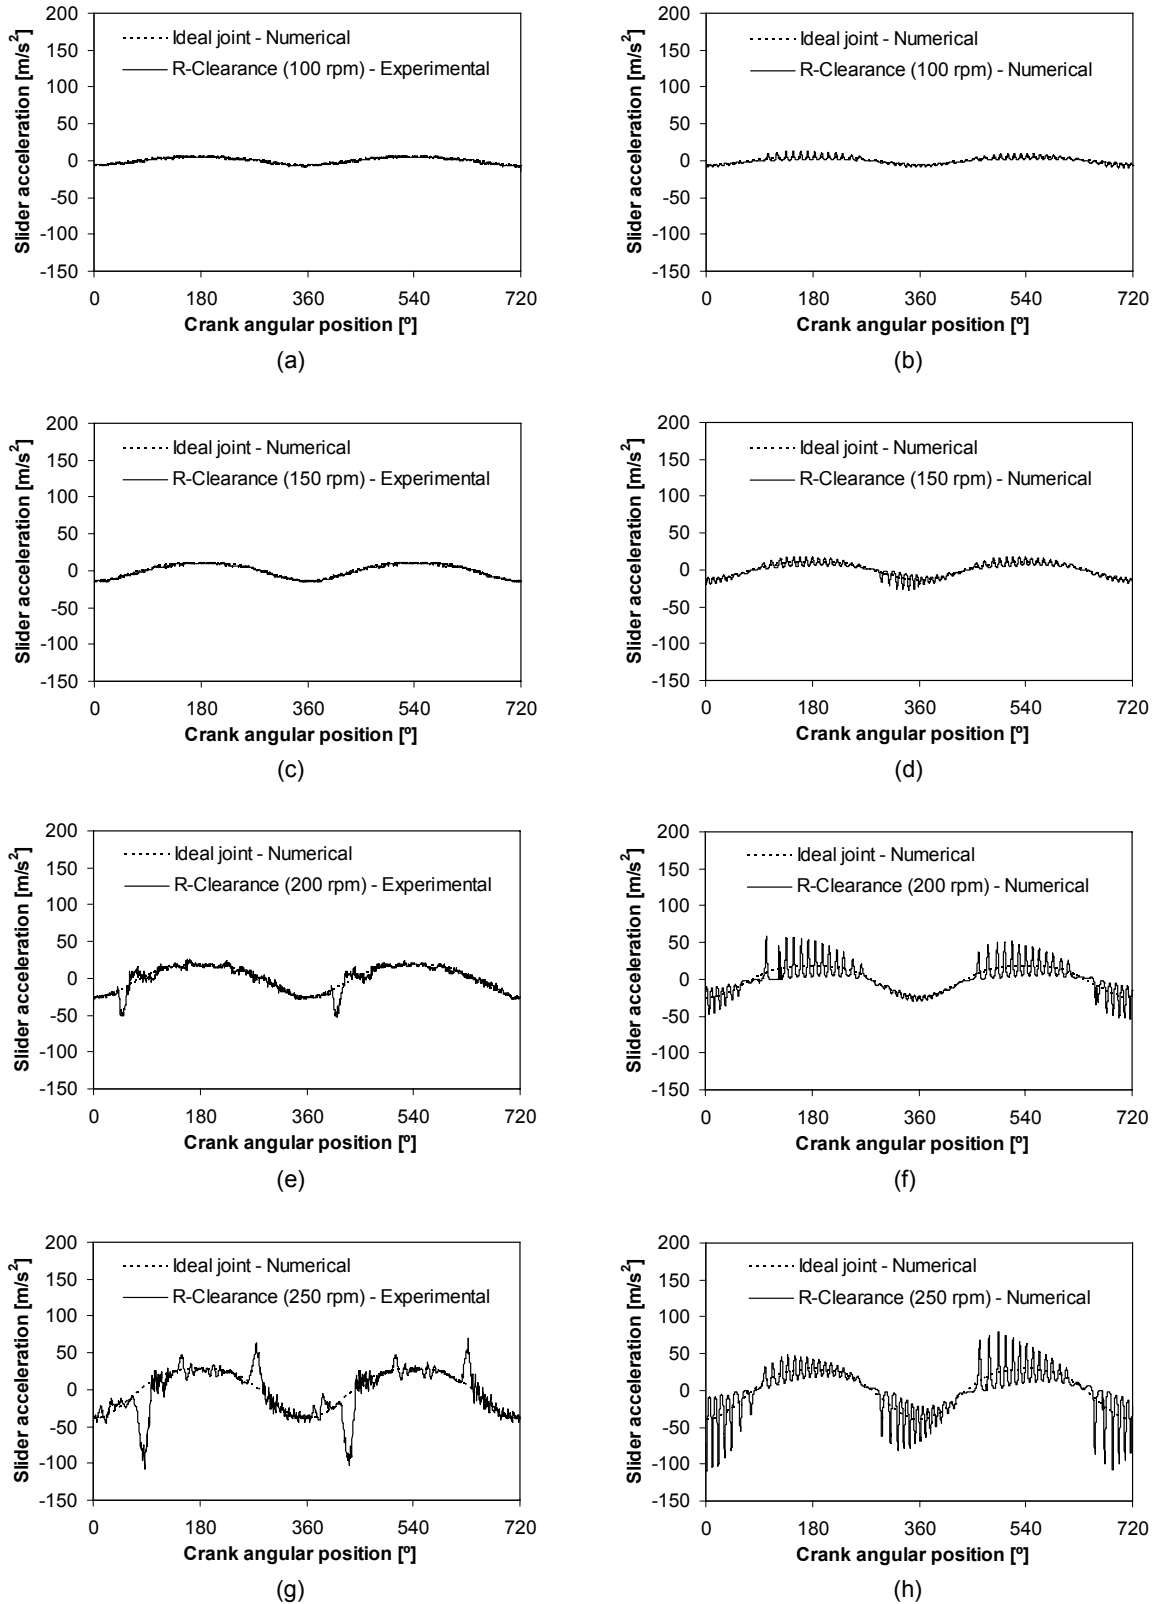 Slider acceleration [m/s²]
200
150
100
50
0
-50
-100
-150
Ideal joint - Numerical
R-Clearance (100 rpm) - Experimental
0 180 360 540 720
Crank angular position [º]
(a)
Slider acceleration [m/s²]
200
150
100
50
0
-50
-100
-150
Ideal joint - Numerical
R-Clearance (100 rpm) - Numerical
0 180 360 540 720
Crank angular position [º]
(b)
Slider acceleration [m/s²]
200
150
100
50
0
-50
-100
-150
Ideal joint - Numerical
R-Clearance (150 rpm) - Experimental
0 180 360 540 720
Crank angular position [º]
(c)
Slider acceleration [m/s²]
200
150
100
50
0
-50
-100
-150
Ideal joint - Numerical
R-Clearance (150 rpm) - Numerical
0 180 360 540 720
Crank angular position [º]
(d)
Slider acceleration [m/s²]
200
150
100
50
0
-50
-100
-150
Ideal joint - Numerical
R-Clearance (200 rpm) - Experimental
0 180 360 540 720
Crank angular position [º]
(e)
Slider acceleration [m/s²]
200
150
100
50
0
-50
-100
-150
Ideal joint - Numerical
R-Clearance (200 rpm) - Numerical
0 180 360 540 720
Crank angular position [º]
(f)
Slider acceleration [m/s²]
200
150
100
50
0
-50
-100
-150
Ideal joint - Numerical
R-Clearance (250 rpm) - Experimental
0 180 360 540 720
Crank angular position [º]
(g)
Slider acceleration [m/s²]
200
150
100
50
0
-50
-100
-150
Ideal joint - Numerical
R-Clearance (250 rpm) - Numerical
0 180 360 540 720
Crank angular position [º]
(h)